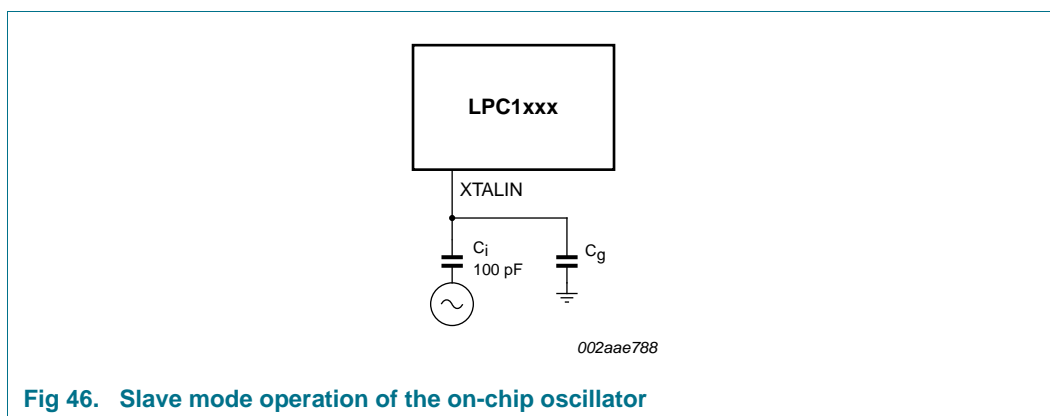 LPC1xxx
XTALIN
Ci
100 pF
Cg
002aae788
Fig 46. Slave mode operation of the on-chip oscillator